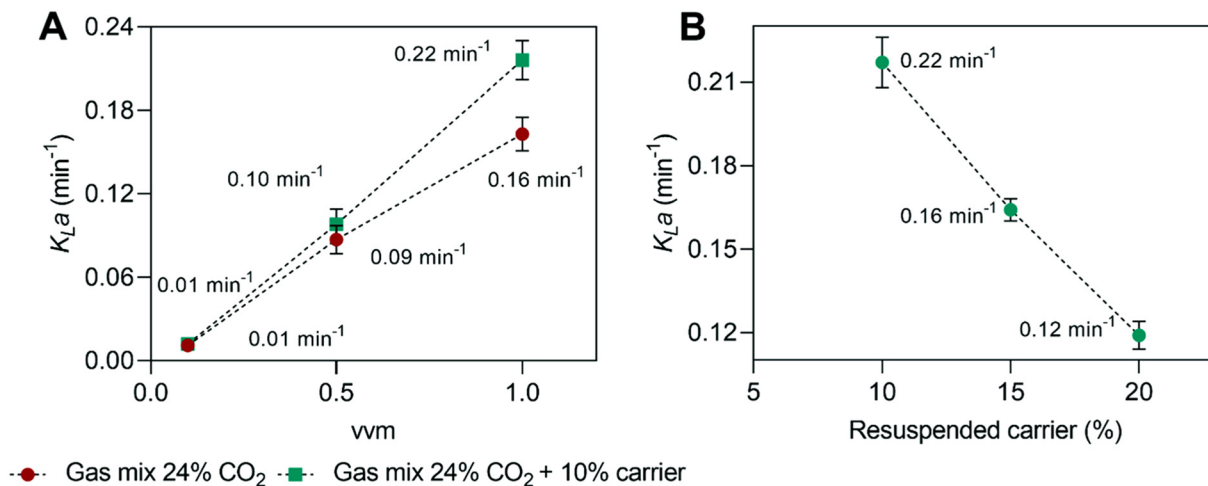 A
K_La (min⁻¹)
0.24
0.18
0.12
0.06
0.00
0.22 min⁻¹
0.10 min⁻¹
0.16 min⁻¹
0.09 min⁻¹
0.01 min⁻¹
0.01 min⁻¹
0.0
0.5
1.0
vvm
B
K_La (min⁻¹)
0.21
0.18
0.15
0.12
0.22 min⁻¹
0.16 min⁻¹
0.12 min⁻¹
5
10
15
20
Resuspended carrier (%)
Gas mix 24% CO₂
Gas mix 24% CO₂ + 10% carrier